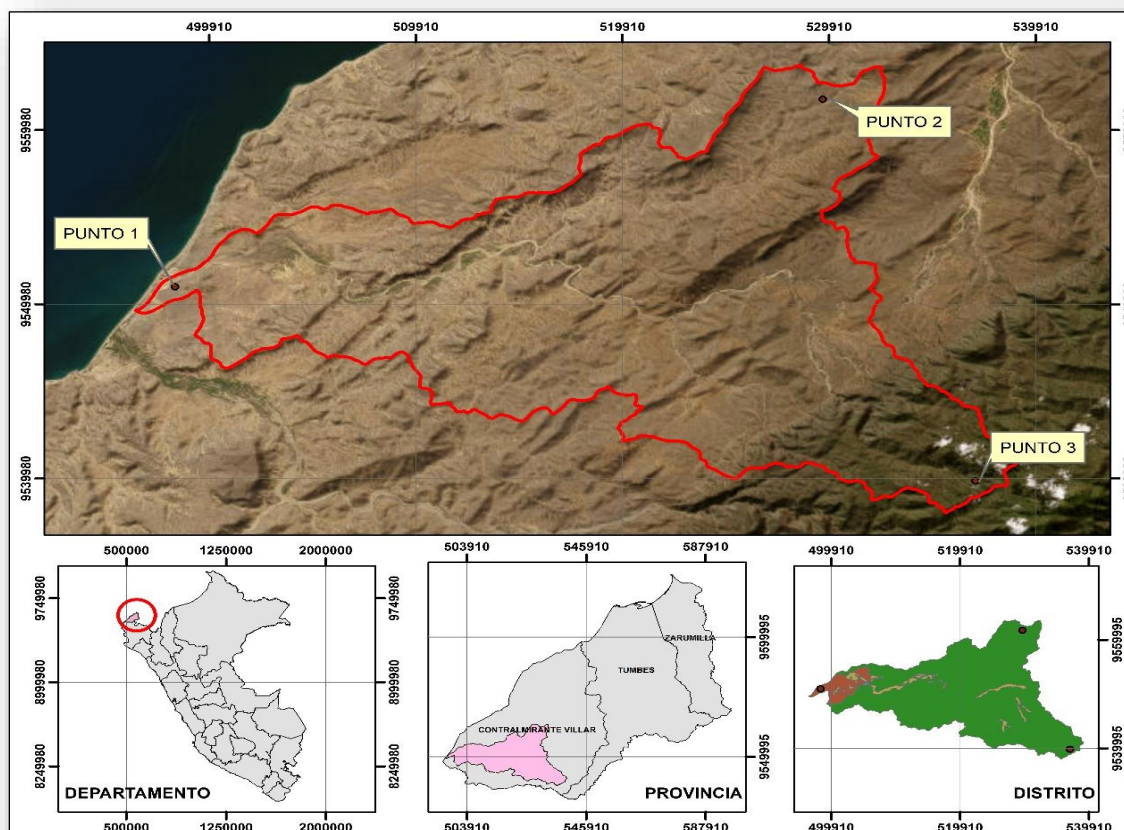 499910 509910 519910 529910 539910
PUNTO 2
9559980
PUNTO 1
9549980
PUNTO 3
9539980
500000 1250000 2000000
503910 545910 587910
499910 519910 539910
9749980
8999980
8249980
DEPARTAMENTO
500000 1250000 2000000
ZARUMILLA
TUMBES
CONTRALMIRANTE VILLAR
9599995
9549995
PROVINCIA
503910 545910 587910
9559995
9539995
DISTRITO
499910 519910 539910